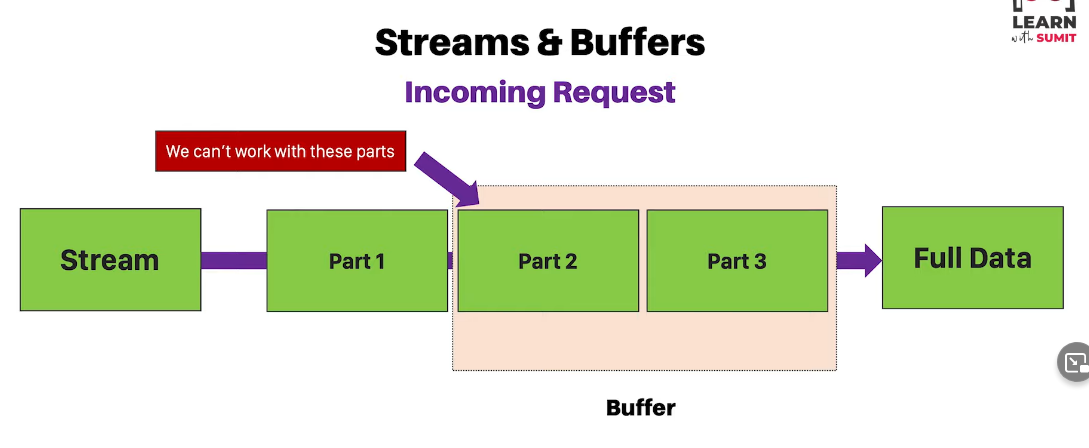 LEARN
with SUMIT
Streams & Buffers
Incoming Request
We can't work with these parts
Stream
Part 1
Part 2
Part 3
Full Data
Buffer